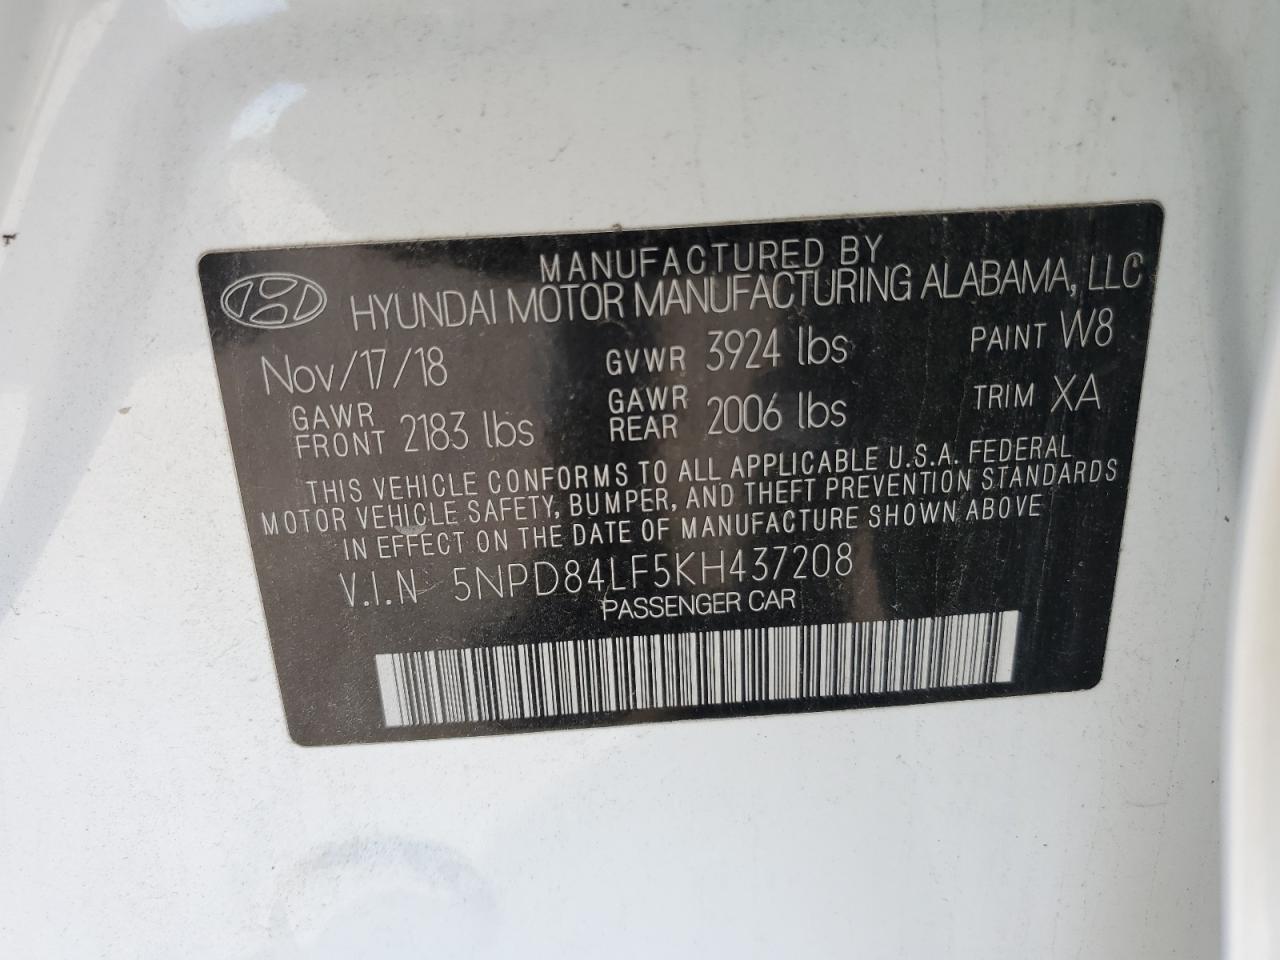 MANUFACTURED BY
HYUNDAI MOTOR MANUFACTURING ALABAMA, LLC
Nov/17/18 GVWR 3924 lbs PAINT W8
GAWR FRONT 2183 lbs GAWR REAR 2006 lbs TRIM XA
THIS VEHICLE CONFORMS TO ALL APPLICABLE U.S.A. FEDERAL
MOTOR VEHICLE SAFETY, BUMPER, AND THEFT PREVENTION STANDARDS
IN EFFECT ON THE DATE OF MANUFACTURE SHOWN ABOVE
V.I.N 5NPD84LF5KH437208
PASSENGER CAR